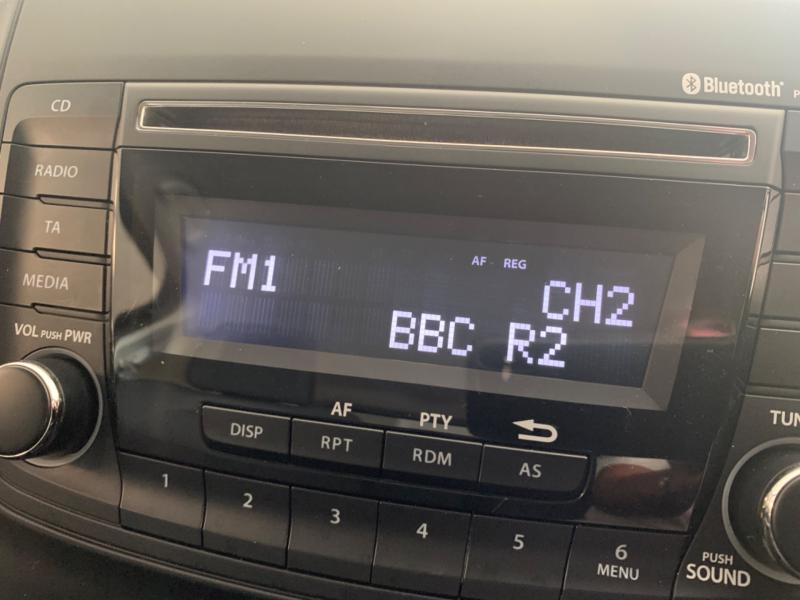 CD
Bluetooth
RADIO
TA
MEDIA
VOL PUSH PWR
FM1
AF REG
CH2
BBC R2
AF
PTY
DISP
RPT
RDM
AS
1
2
3
4
5
6
MENU
TUN
PUSH
SOUND